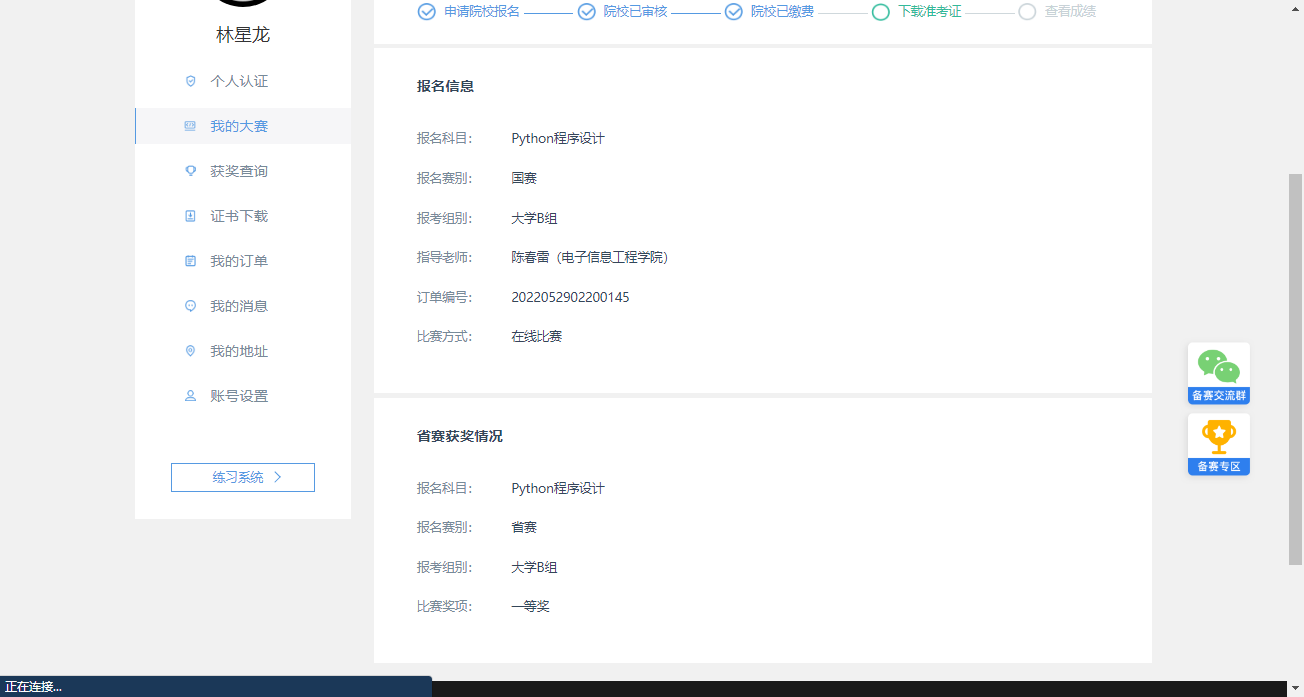 申请院校报名 院校已审核 院校已缴费 下载准考证 查看成绩
林星龙
个人认证
我的大赛
获奖查询
证书下载
我的订单
我的消息
我的地址
账号设置
练习系统
报名信息
报名科目： Python程序设计
报名赛别： 国赛
报考组别： 大学B组
指导老师： 陈春雷（电子信息工程学院）
订单编号： 2022052902200145
比赛方式： 在线比赛
省赛获奖情况
报名科目： Python程序设计
报名赛别： 省赛
报考组别： 大学B组
比赛奖项： 一等奖
备赛交流群
备赛专区
正在连接...